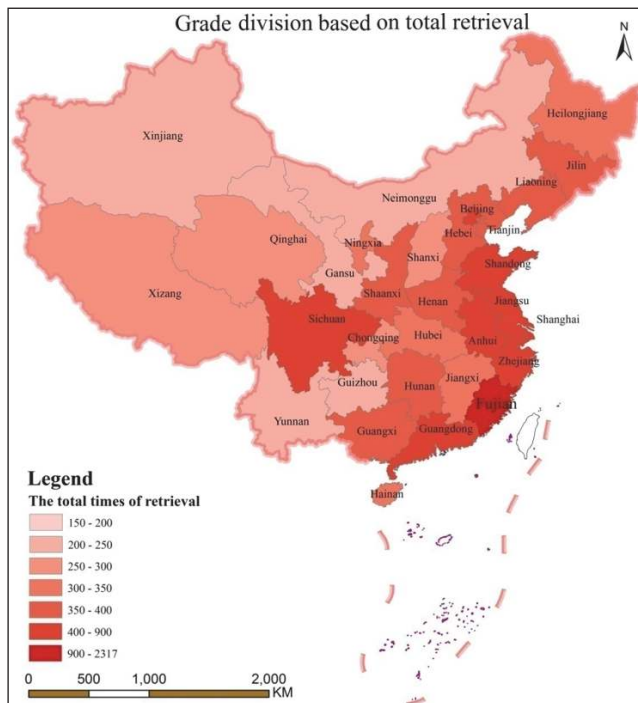 Grade division based on total retrieval
N
Heilongjiang
Xinjiang
Jilin
Liaoning
Neimonggu
Beijing
Tianjin
Hebei
Qinghai
Ningxia
Shanxi
Shandong
Gansu
Xizang
Shaanxi
Henan
Jiangsu
Sichuan
Shanghai
Chongqing
Hubei
Anhui
Zhejiang
Guizhou
Hunan
Jiangxi
Fujian
Yunnan
Guangxi
Guangdong
Hainan
Legend
The total times of retrieval
150 - 200
200 - 250
250 - 300
300 - 350
350 - 400
400 - 900
900 - 2317
0 500 1,000 2,000
KM